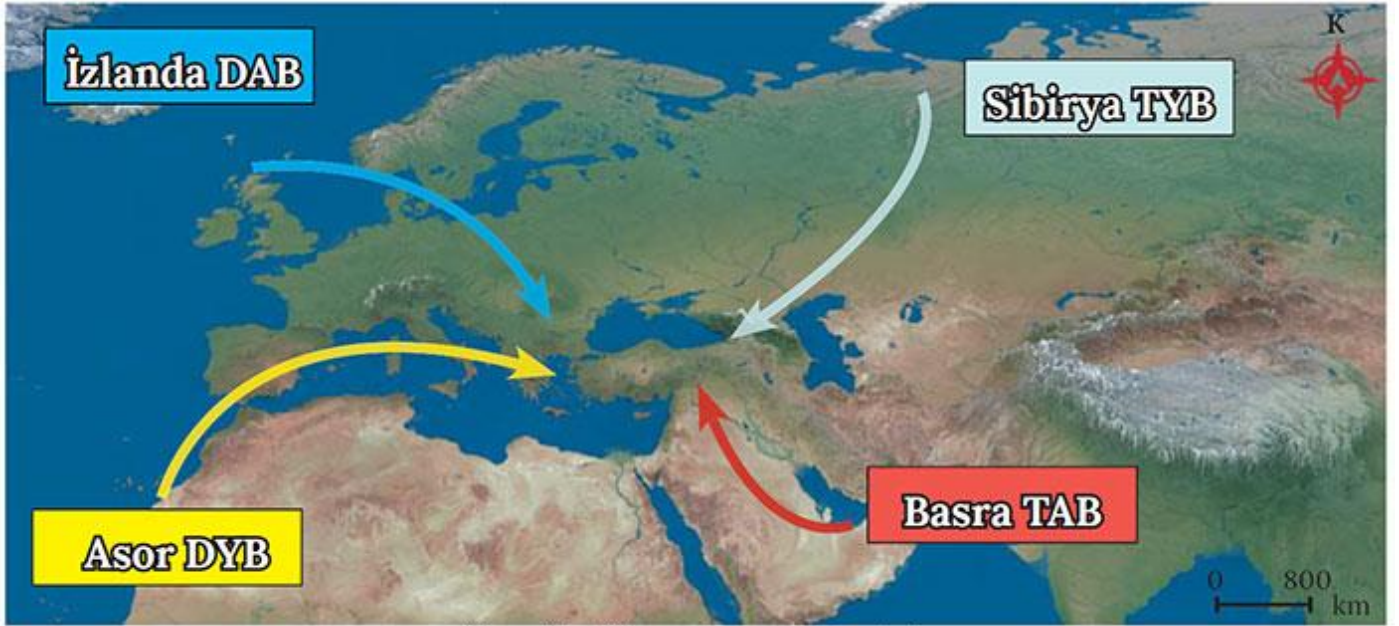 İzlanda DAB
K
Sibirya TYB
Asor DYB
Basra TAB
0 800
km